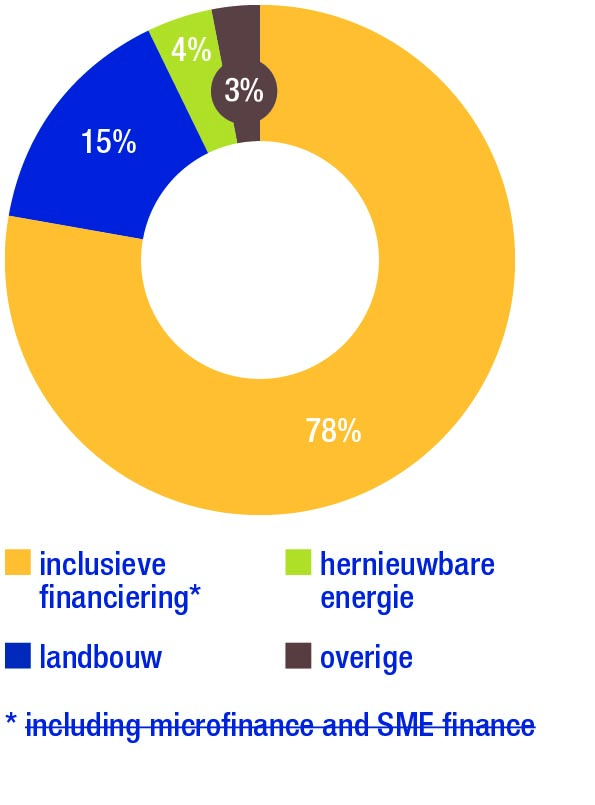 4%
3%
15%
78%
inclusieve
financiering*
hernieuwbare
energie
landbouw
overige
* including microfinance and SME finance